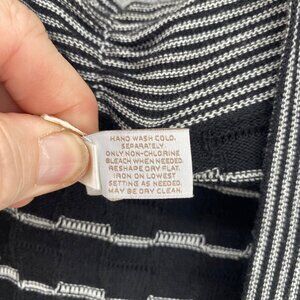 HAND WASH COLD.
SEPARATELY.
ONLY NON-CHLORINE
BLEACH WHEN NEEDED.
RESHAPE DRY FLAT.
IRON ON LOWEST
SETTING AS NEEDED.
MAY BE DRY CLEAN.